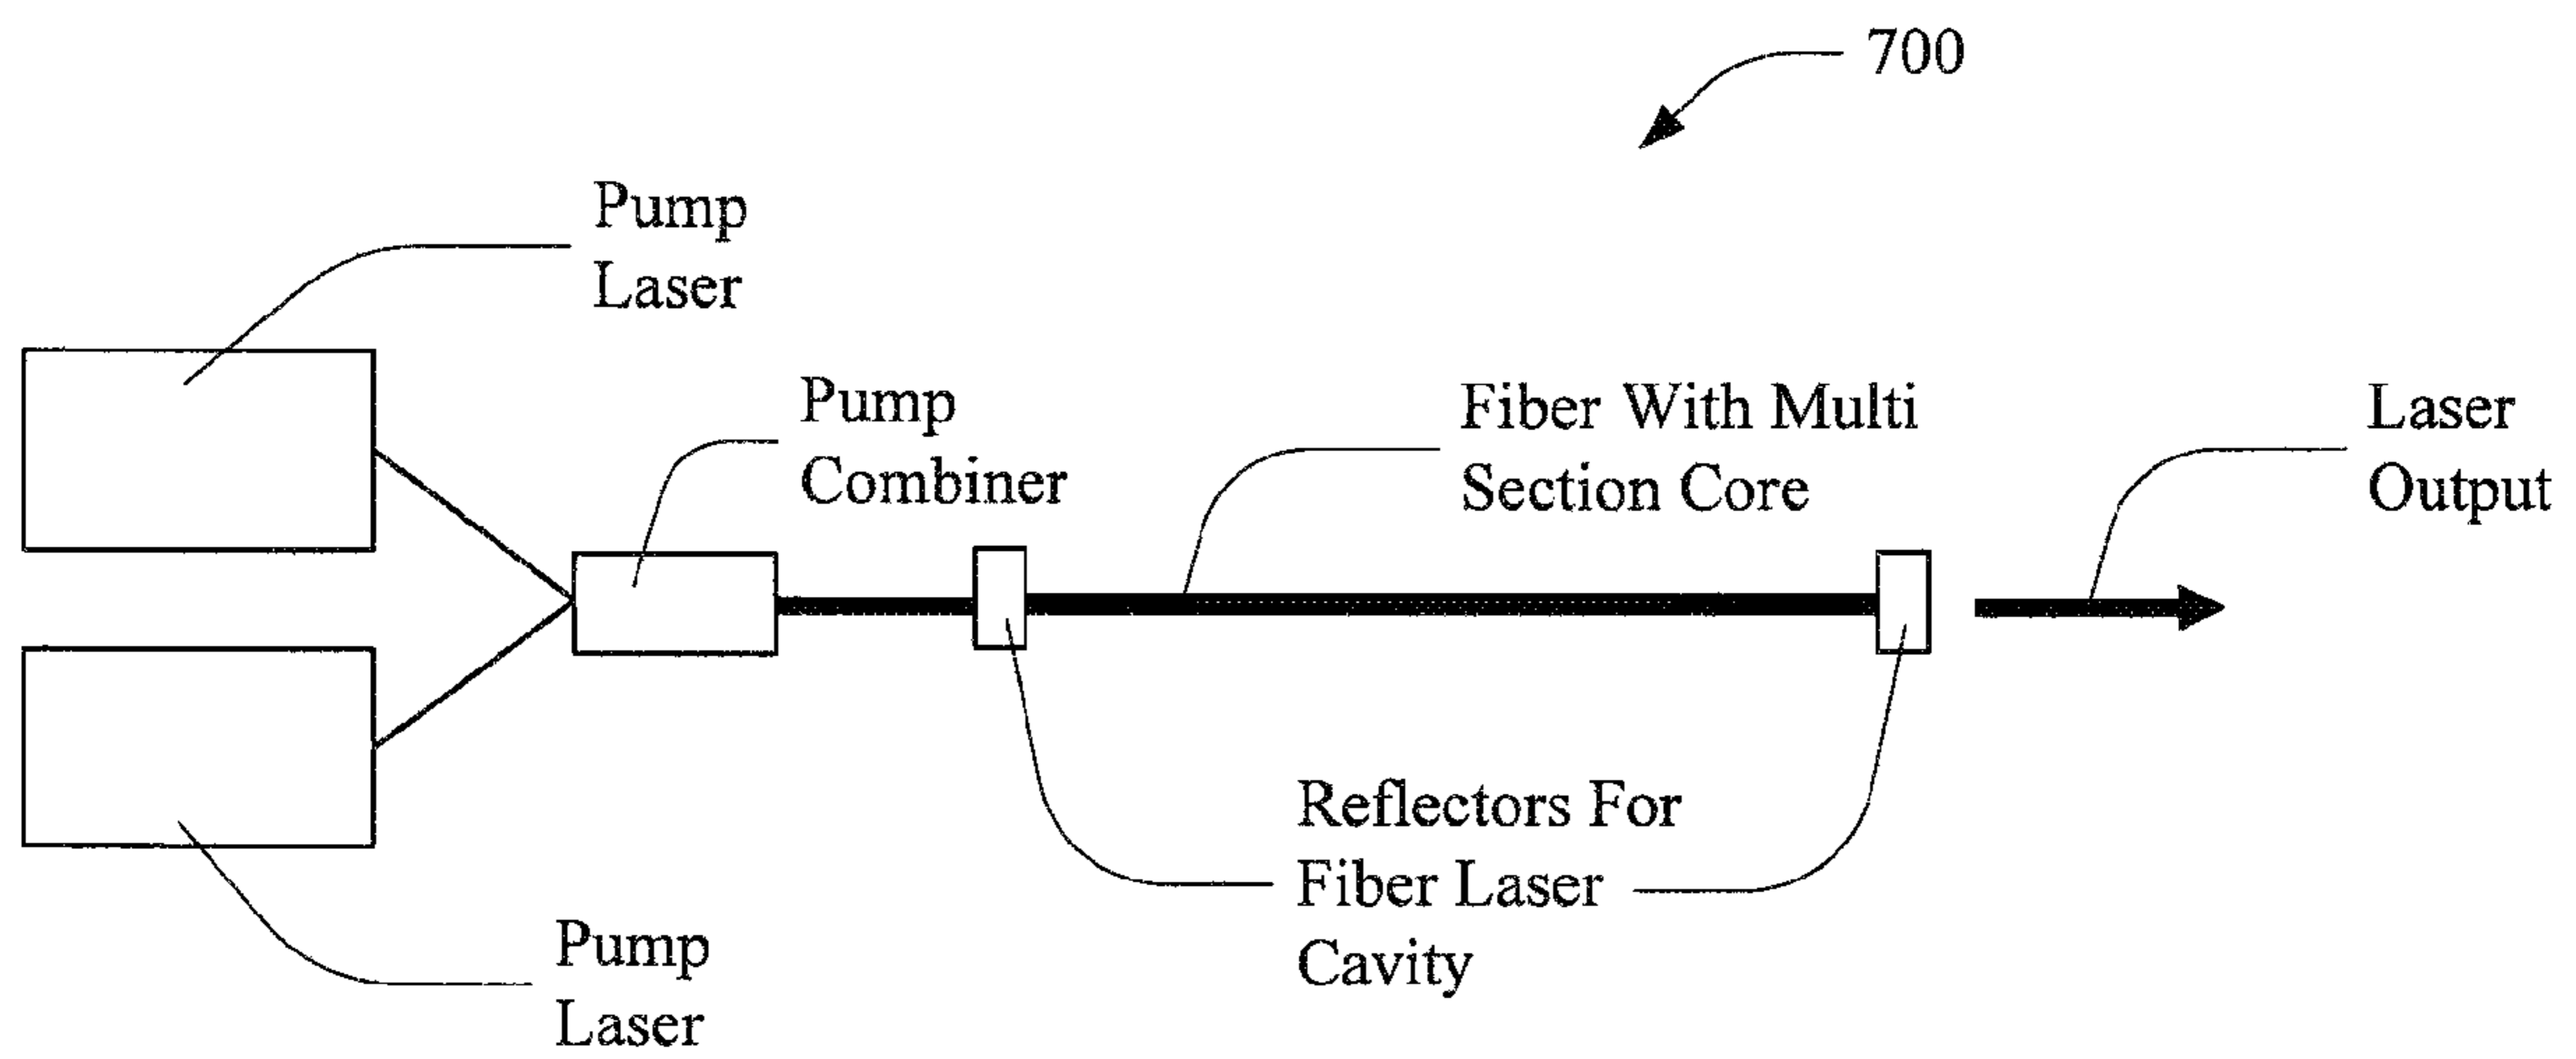 700
Pump
Laser
Pump
Combiner
Fiber With Multi
Section Core
Laser
Output
Reflectors For
Fiber Laser
Cavity
Pump
Laser